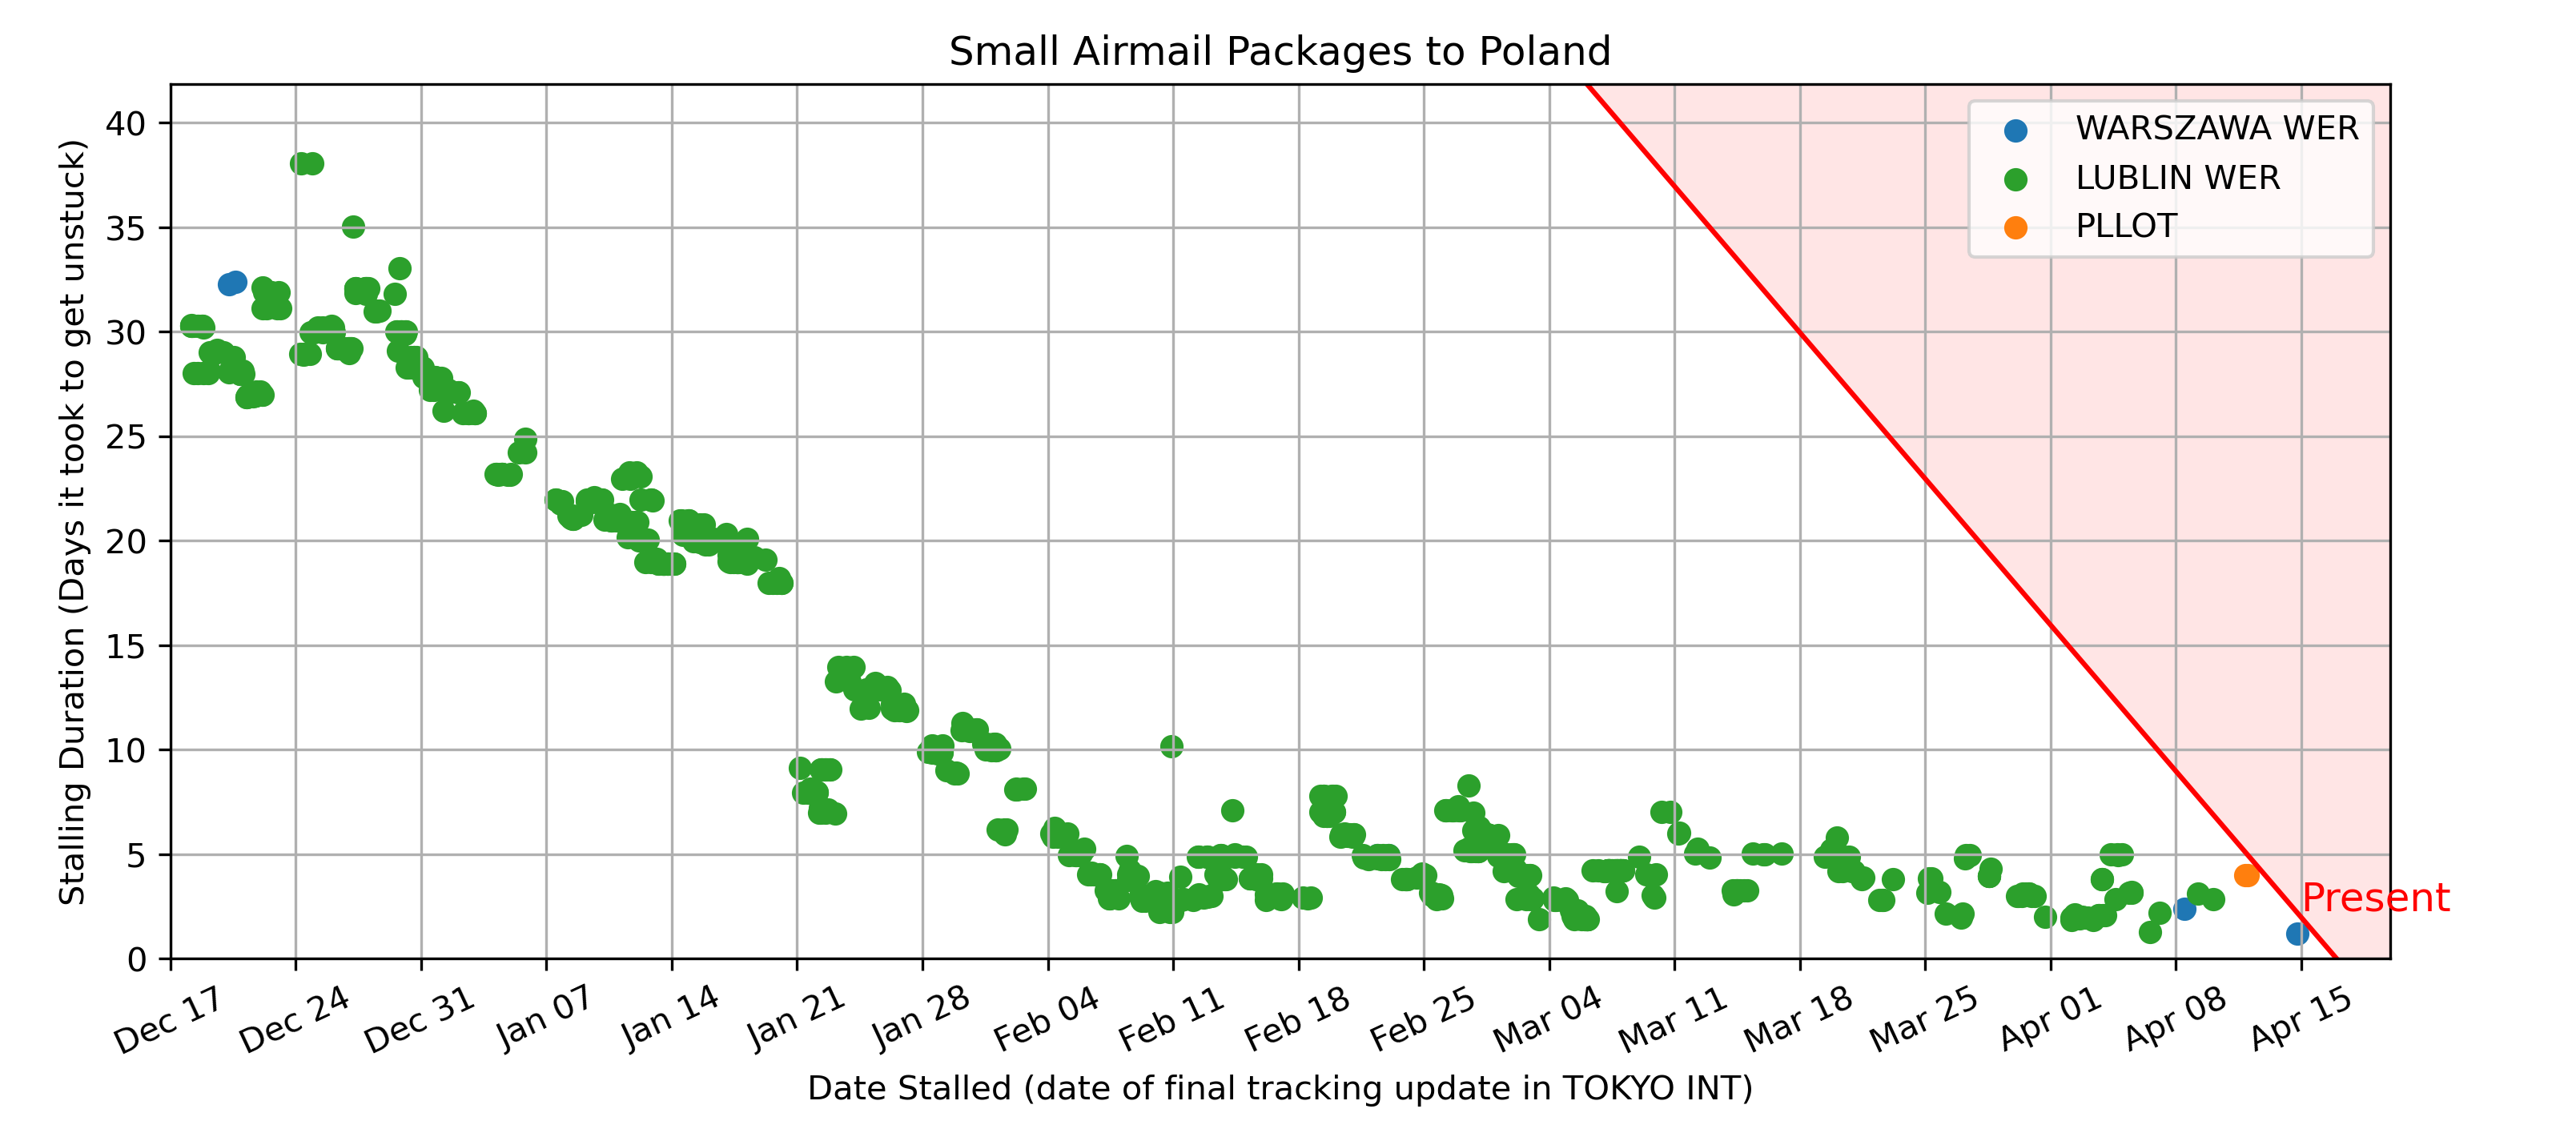 Small Airmail Packages to Poland
Stalling Duration (Days it took to get unstuck)
40
35
30
25
20
15
10
5
0
WARSZAWA WER
LUBLIN WER
PLLOT
Present
Dec 17
Dec 24
Dec 31
Jan 07
Jan 14
Jan 21
Jan 28
Feb 04
Feb 11
Feb 18
Feb 25
Mar 04
Mar 11
Mar 18
Mar 25
Apr 01
Apr 08
Apr 15
Date Stalled (date of final tracking update in TOKYO INT)